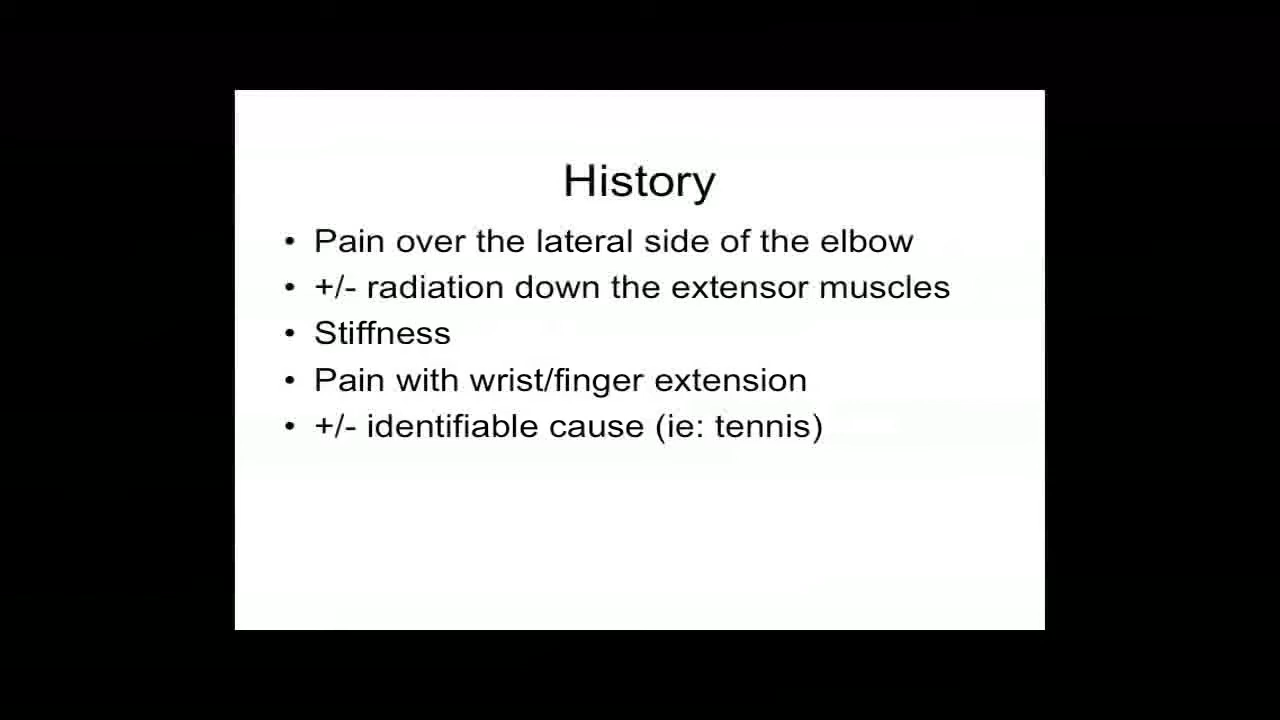 History
• Pain over the lateral side of the elbow
• +/- radiation down the extensor muscles
• Stiffness
• Pain with wrist/finger extension
• +/- identifiable cause (ie: tennis)